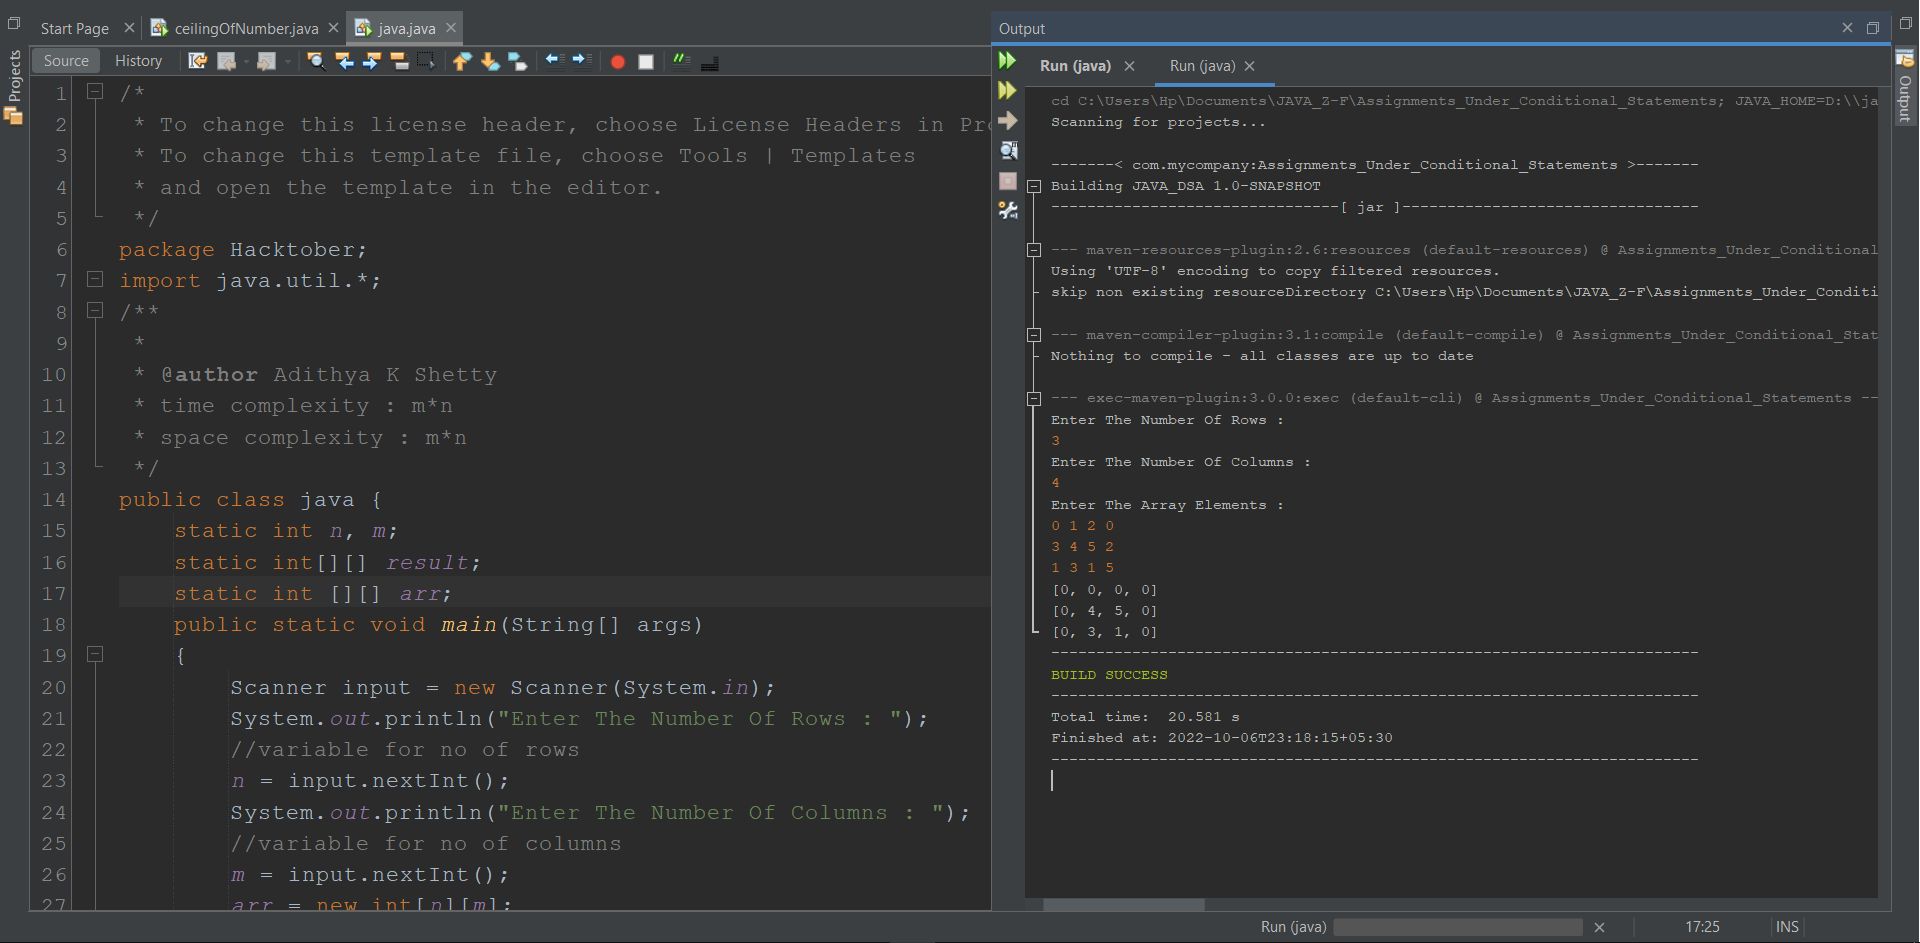 Start Page
ceilingOfNumber.java
java.java
Projects
Source
History
1 /*
2 * To change this license header, choose License Headers in Pro
3 * To change this template file, choose Tools | Templates
4 * and open the template in the editor.
5 */
6 package Hacktober;
7 import java.util.*;
8 /**
9 *
10 * @author Adithya K Shetty
11 * time complexity : m*n
12 * space complexity : m*n
13 */
14 public class java {
15 static int n, m;
16 static int[][] result;
17 static int [][] arr;
18 public static void main(String[] args)
19 {
20 Scanner input = new Scanner(System.in);
21 System.out.println("Enter The Number Of Rows : ");
22 //variable for no of rows
23 n = input.nextInt();
24 System.out.println("Enter The Number Of Columns : ");
25 //variable for no of columns
26 m = input.nextInt();
27 arr = new int[n][m];
Output
Run (java)
Run (java)
Output
cd C:\Users\Hp\Documents\JAVA_Z-F\Assignments_Under_Conditional_Statements; JAVA_HOME=D:\\ja
Scanning for projects...
-------< com.mycompany:Assignments_Under_Conditional_Statements >-------
Building JAVA_DSA 1.0-SNAPSHOT
--------------------------------[ jar ]---------------------------------
--- maven-resources-plugin:2.6:resources (default-resources) @ Assignments_Under_Conditional
Using 'UTF-8' encoding to copy filtered resources.
skip non existing resourceDirectory C:\Users\Hp\Documents\JAVA_Z-F\Assignments_Under_Conditi
--- maven-compiler-plugin:3.1:compile (default-compile) @ Assignments_Under_Conditional_Stat
Nothing to compile - all classes are up to date
--- exec-maven-plugin:3.0.0:exec (default-cli) @ Assignments_Under_Conditional_Statements --
Enter The Number Of Rows :
3
Enter The Number Of Columns :
4
Enter The Array Elements :
0 1 2 0
3 4 5 2
1 3 1 5
[0, 0, 0, 0]
[0, 4, 5, 0]
[0, 3, 1, 0]
------------------------------------------------------------------------
BUILD SUCCESS
------------------------------------------------------------------------
Total time:  20.581 s
Finished at: 2022-10-06T23:18:15+05:30
------------------------------------------------------------------------
Run (java)
17:25
INS